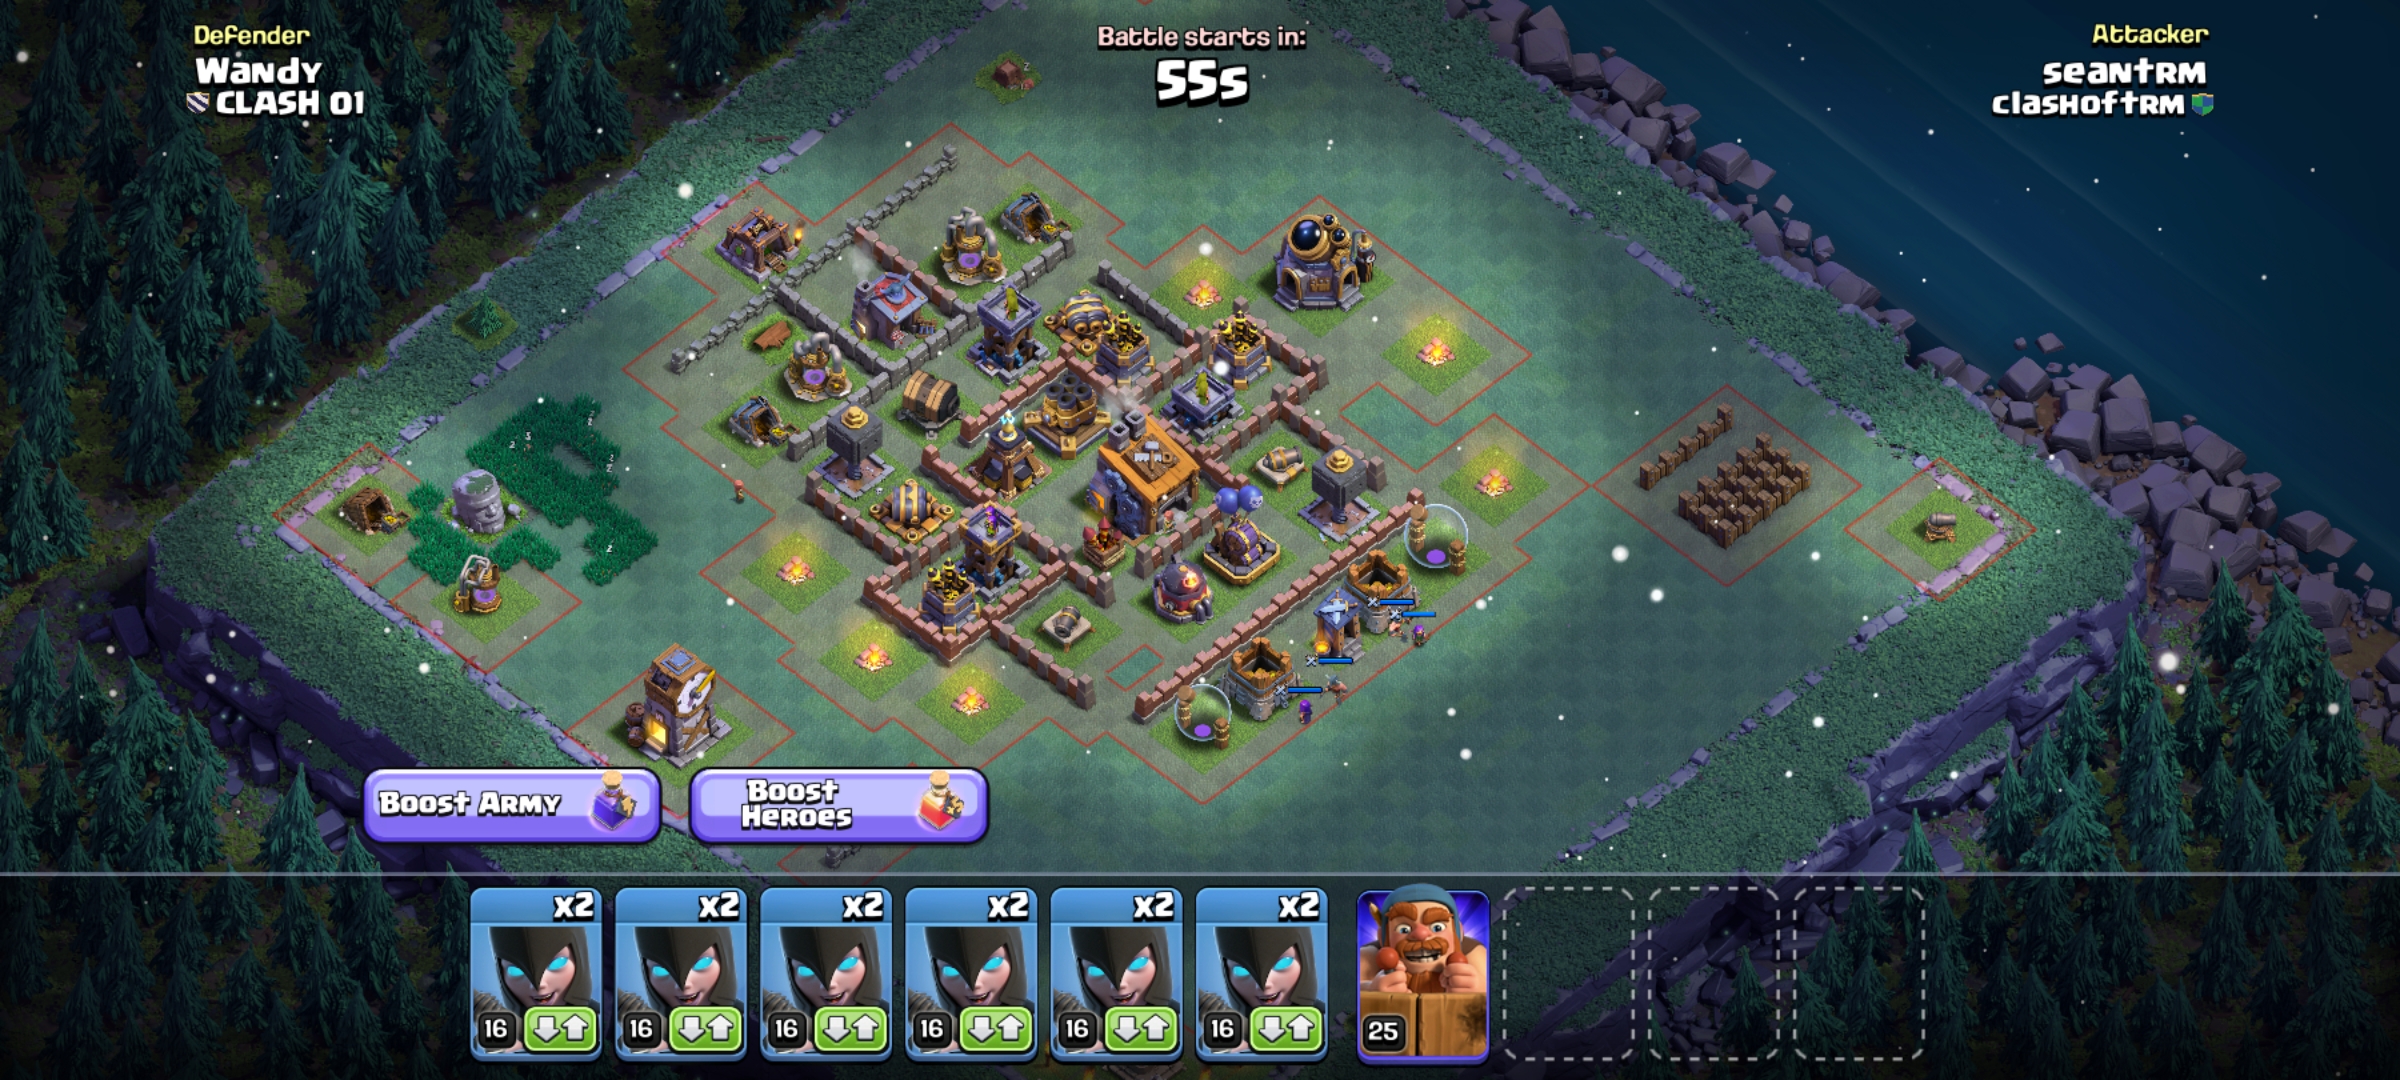 Defender
Wandy
CLASH 01
Battle starts in:
55s
Attacker
seantRM
clashoftRM
Boost Army
Boost
Heroes
x2
x2
x2
x2
x2
x2
16
16
16
16
16
16
25